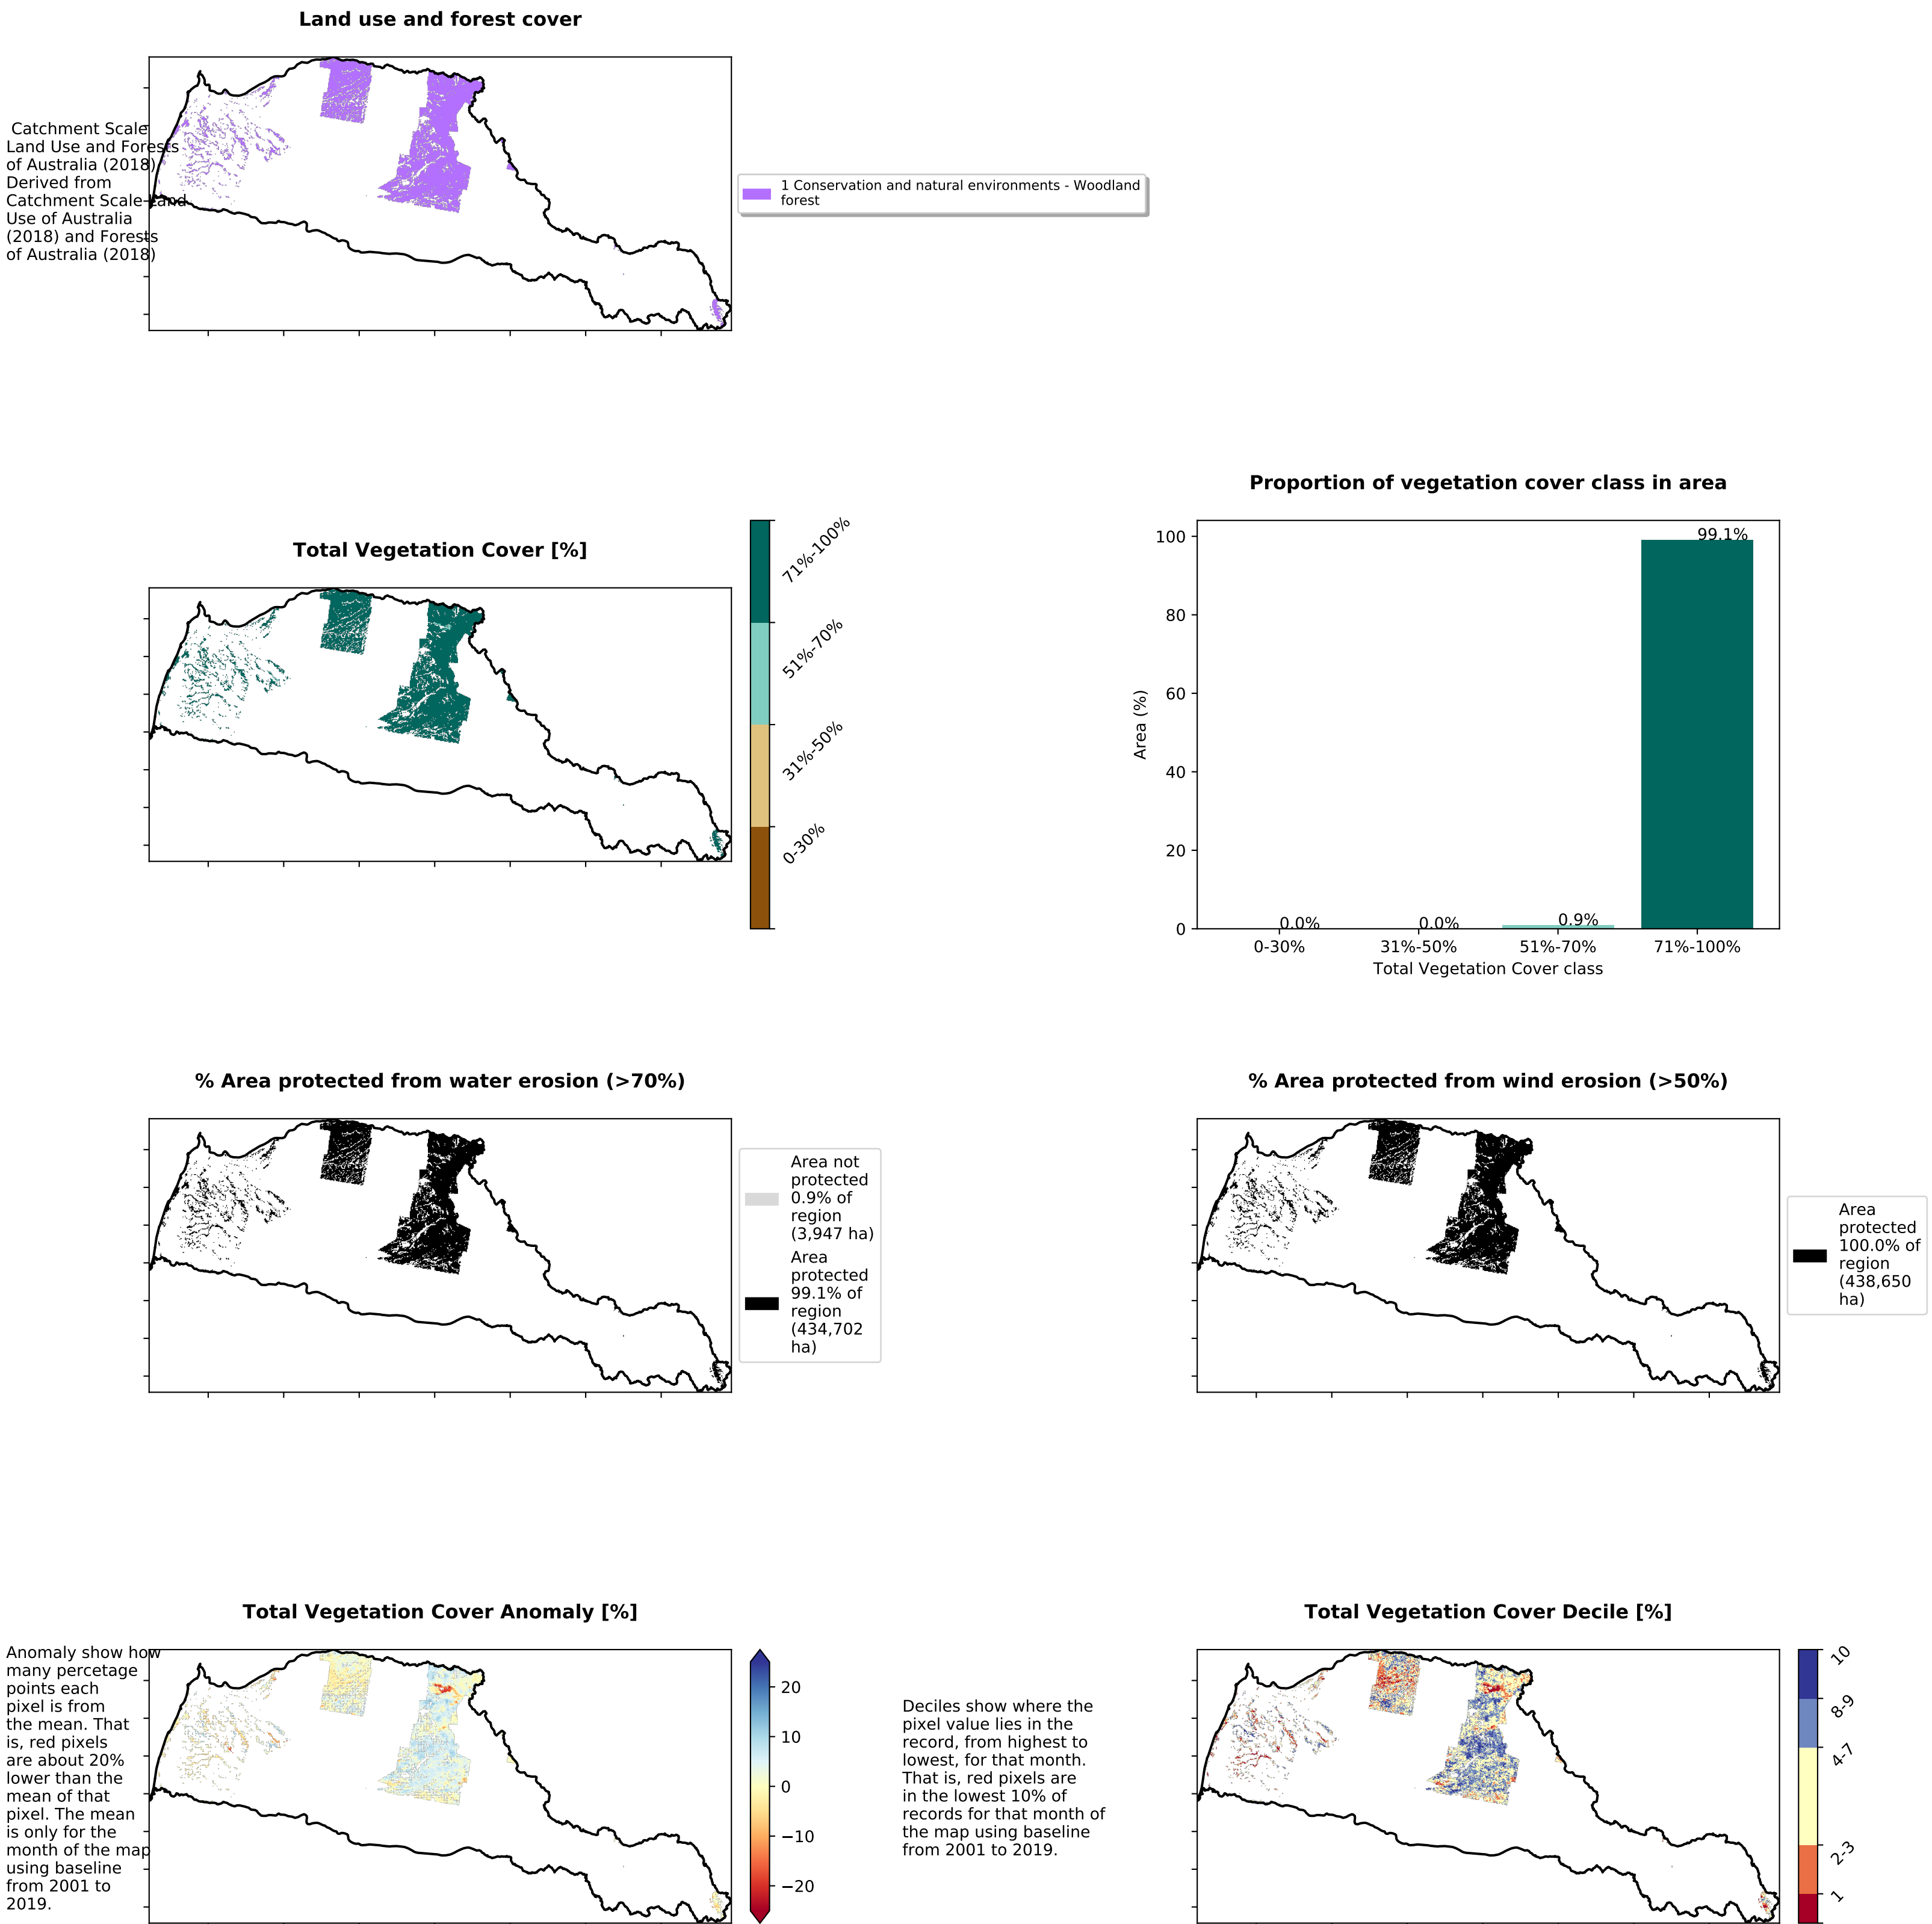 Land use and forest cover
Catchment Scale
Land Use and Forests
of Australia (2018)
Derived from
Catchment Scale Land
Use of Australia
(2018) and Forests
of Australia (2018)
1 Conservation and natural environments - Woodland
forest
Total Vegetation Cover [%]
71%-100%
51%-70%
31%-50%
0-30%
Proportion of vegetation cover class in area
100
80
60
40
20
0
Area (%)
0.0%
0.0%
0.9%
99.1%
0-30%
31%-50%
51%-70%
71%-100%
Total Vegetation Cover class
% Area protected from water erosion (>70%)
Area not
protected
0.9% of
region
(3,947 ha)
Area
protected
99.1% of
region
(434,702
ha)
% Area protected from wind erosion (>50%)
Area
protected
100.0% of
region
(438,650
ha)
Total Vegetation Cover Anomaly [%]
Anomaly show how
many percetage
points each
pixel is from
the mean. That
is, red pixels
are about 20%
lower than the
mean of that
pixel. The mean
is only for the
month of the map
using baseline
from 2001 to
2019.
20
10
0
−10
−20
Deciles show where the
pixel value lies in the
record, from highest to
lowest, for that month.
That is, red pixels are
in the lowest 10% of
records for that month of
the map using baseline
from 2001 to 2019.
Total Vegetation Cover Decile [%]
10
8-9
4-7
2-3
1